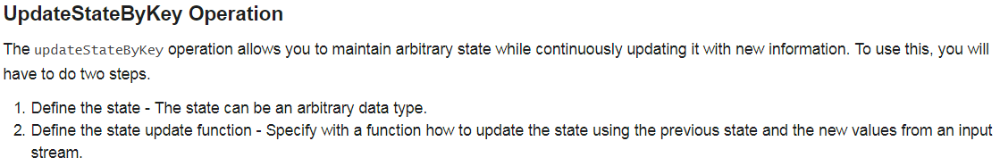 UpdateStateByKey Operation
The updateStateByKey operation allows you to maintain arbitrary state while continuously updating it with new information. To use this, you will
have to do two steps.
1. Define the state - The state can be an arbitrary data type.
2. Define the state update function - Specify with a function how to update the state using the previous state and the new values from an input
stream.